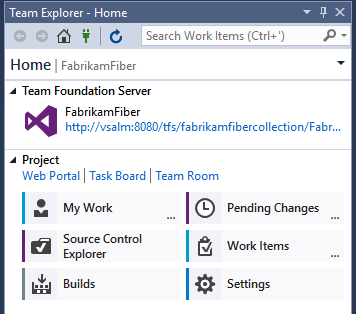 Team Explorer - Home
Search Work Items (Ctrl+')
Home | FabrikamFiber
Team Foundation Server
FabrikamFiber
http://vsalm:8080/tfs/fabrikamfibercollection/Fabr...
Project
Web Portal | Task Board | Team Room
My Work ...
Pending Changes ...
Source Control
Explorer
Work Items ...
Builds
Settings